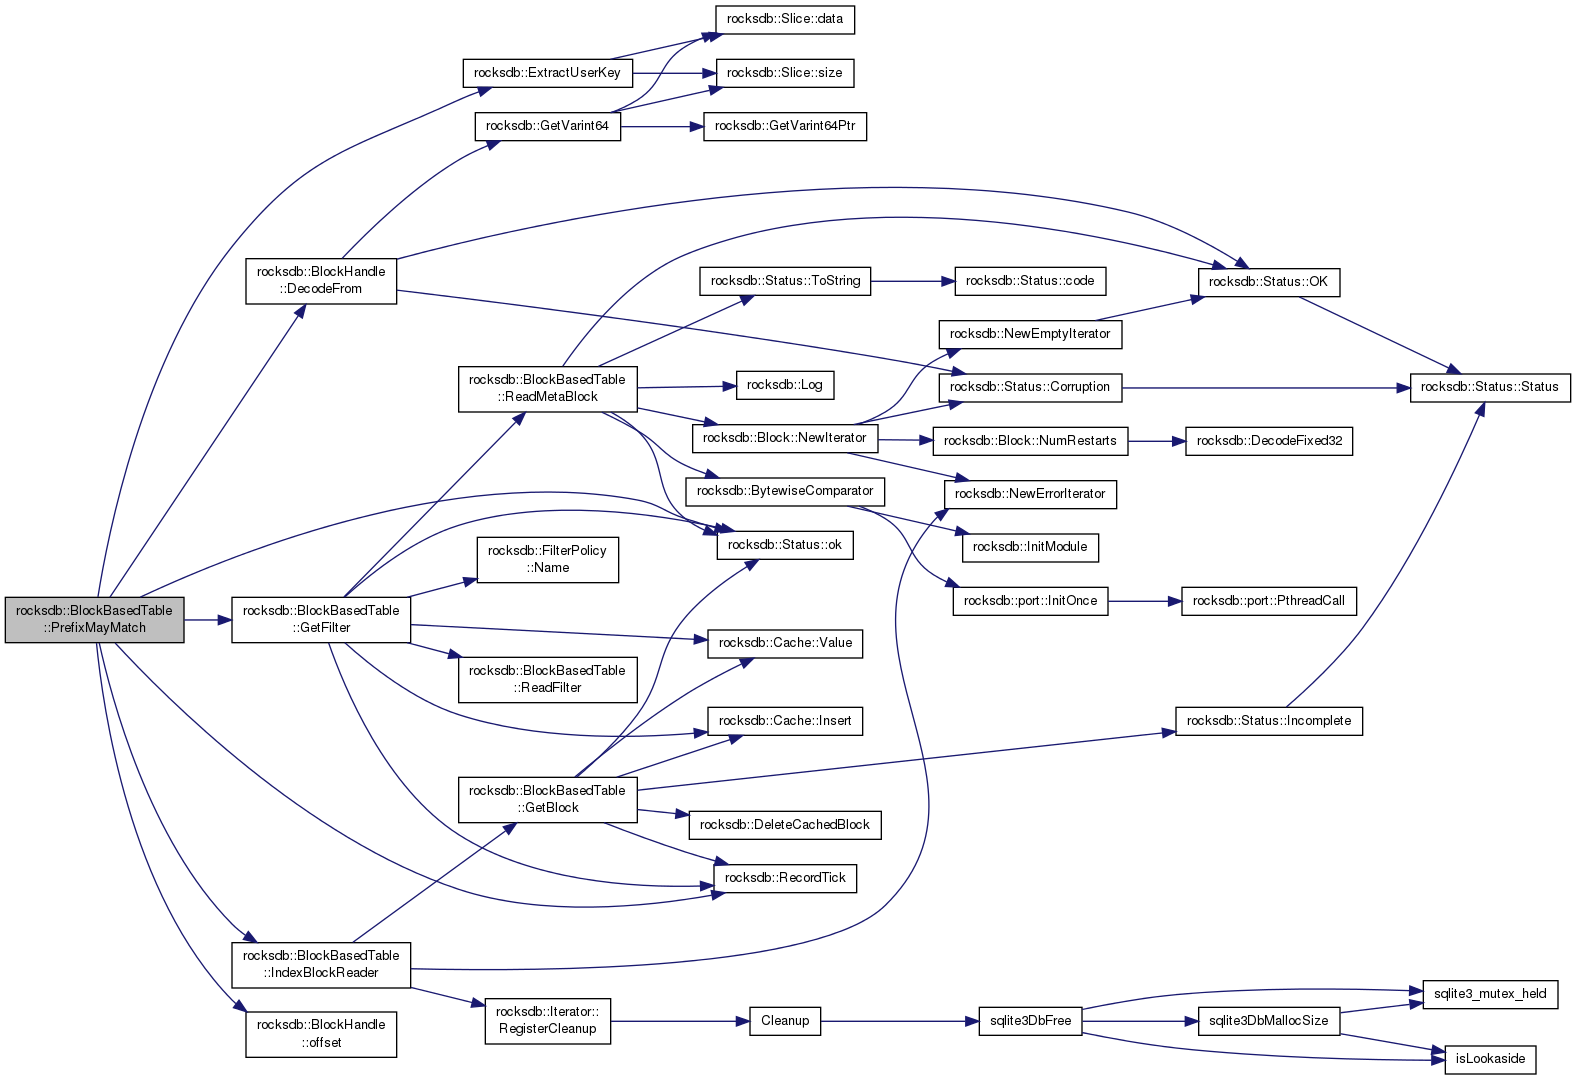 rocksdb::Slice::data
rocksdb::ExtractUserKey
rocksdb::Slice::size
rocksdb::GetVarint64
rocksdb::GetVarint64Ptr
rocksdb::BlockHandle
::DecodeFrom
rocksdb::Status::ToString
rocksdb::Status::code
rocksdb::Status::OK
rocksdb::NewEmptyIterator
rocksdb::BlockBasedTable
::ReadMetaBlock
rocksdb::Log
rocksdb::Status::Corruption
rocksdb::Status::Status
rocksdb::Block::NewIterator
rocksdb::Block::NumRestarts
rocksdb::DecodeFixed32
rocksdb::BytewiseComparator
rocksdb::NewErrorIterator
rocksdb::Status::ok
rocksdb::InitModule
rocksdb::FilterPolicy
::Name
rocksdb::port::InitOnce
rocksdb::port::PthreadCall
rocksdb::BlockBasedTable
::PrefixMayMatch
rocksdb::BlockBasedTable
::GetFilter
rocksdb::Cache::Value
rocksdb::BlockBasedTable
::ReadFilter
rocksdb::Cache::Insert
rocksdb::Status::Incomplete
rocksdb::BlockBasedTable
::GetBlock
rocksdb::DeleteCachedBlock
rocksdb::RecordTick
rocksdb::BlockBasedTable
::IndexBlockReader
rocksdb::Iterator::
RegisterCleanup
Cleanup
sqlite3DbFree
sqlite3DbMallocSize
sqlite3_mutex_held
isLookaside
rocksdb::BlockHandle
::offset